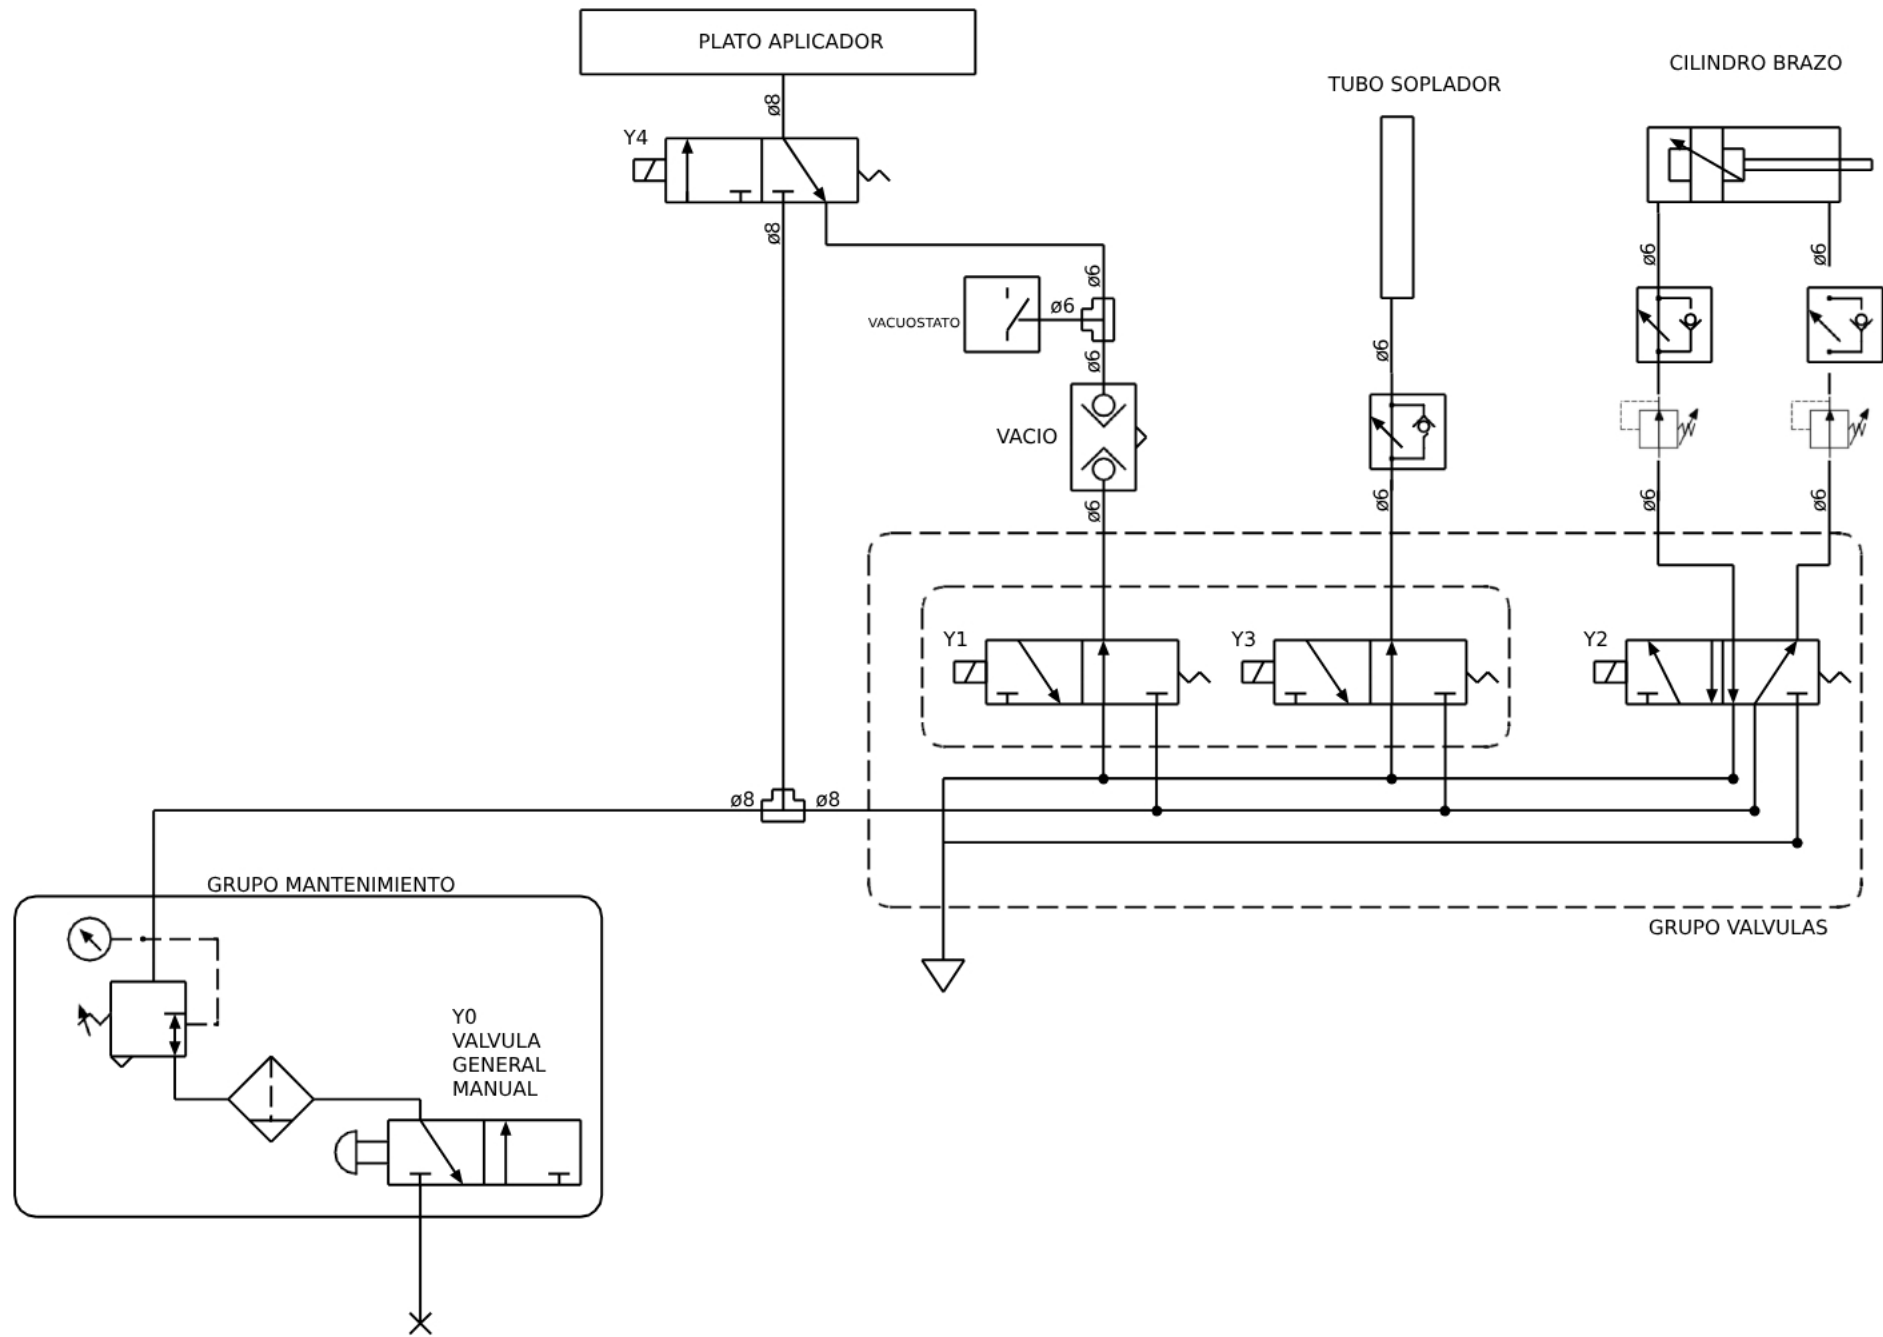 PLATO APLICADOR
CILINDRO BRAZO
TUBO SOPLADOR
ø8
Y4
ø8
ø6
ø6
ø6
ø6
VACUOSTATO
ø6
ø6
ø6
VACIO
ø6
ø6
ø6
ø6
Y1
Y3
Y2
ø8
ø8
GRUPO MANTENIMIENTO
GRUPO VALVULAS
Y0
VALVULA
GENERAL
MANUAL